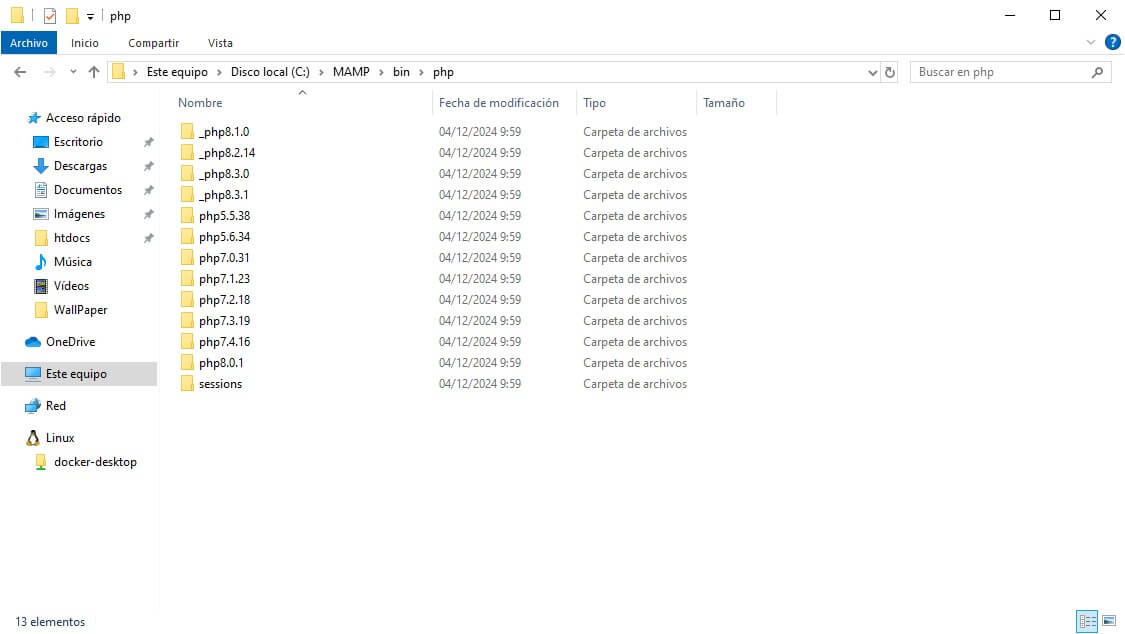 php
Archivo Inicio Compartir Vista
Este equipo Disco local (C:) MAMP bin php
Buscar en php
Acceso rápido
Escritorio
Descargas
Documentos
Imágenes
htdocs
Música
Vídeos
WallPaper
OneDrive
Este equipo
Red
Linux
docker-desktop
Nombre Fecha de modificación Tipo Tamaño
_php8.1.0 04/12/2024 9:59 Carpeta de archivos
_php8.2.14 04/12/2024 9:59 Carpeta de archivos
_php8.3.0 04/12/2024 9:59 Carpeta de archivos
_php8.3.1 04/12/2024 9:59 Carpeta de archivos
php5.5.38 04/12/2024 9:59 Carpeta de archivos
php5.6.34 04/12/2024 9:59 Carpeta de archivos
php7.0.31 04/12/2024 9:59 Carpeta de archivos
php7.1.23 04/12/2024 9:59 Carpeta de archivos
php7.2.18 04/12/2024 9:59 Carpeta de archivos
php7.3.19 04/12/2024 9:59 Carpeta de archivos
php7.4.16 04/12/2024 9:59 Carpeta de archivos
php8.0.1 04/12/2024 9:59 Carpeta de archivos
sessions 04/12/2024 9:59 Carpeta de archivos
13 elementos